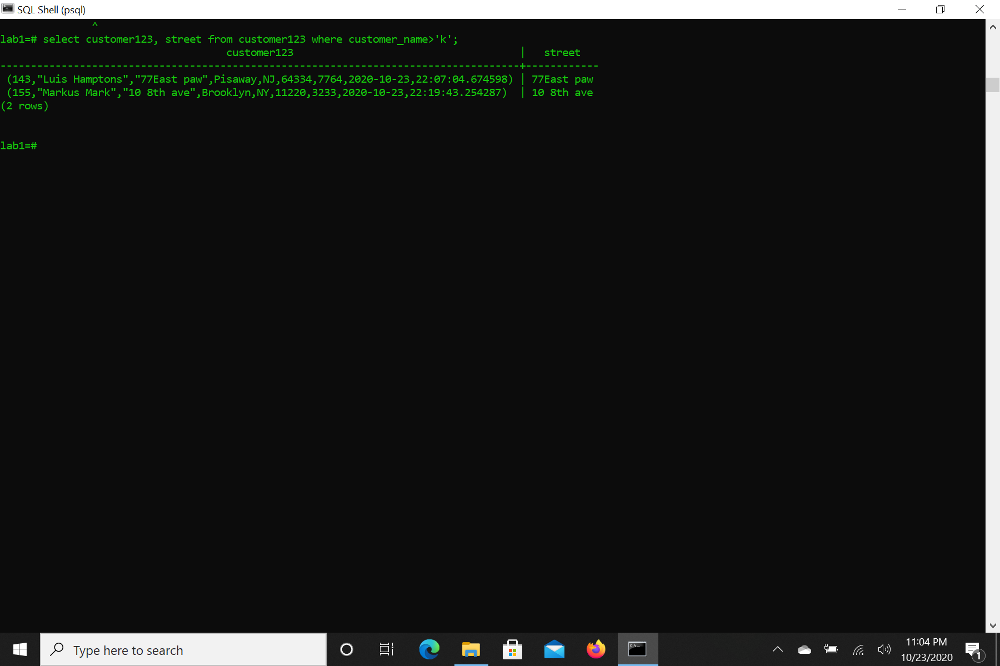 SQL Shell (psql)
^
lab1=# select customer123, street from customer123 where customer_name>'k';
customer123 | street
-------------------------------------------------------------------------------------+------------
(143,"Luis Hamptons","77East paw",Pisaway,NJ,64334,7764,2020-10-23,22:07:04.674598) | 77East paw
(155,"Markus Mark","10 8th ave",Brooklyn,NY,11220,3233,2020-10-23,22:19:43.254287) | 10 8th ave
(2 rows)
lab1=#
Type here to search
11:04 PM
10/23/2020
1